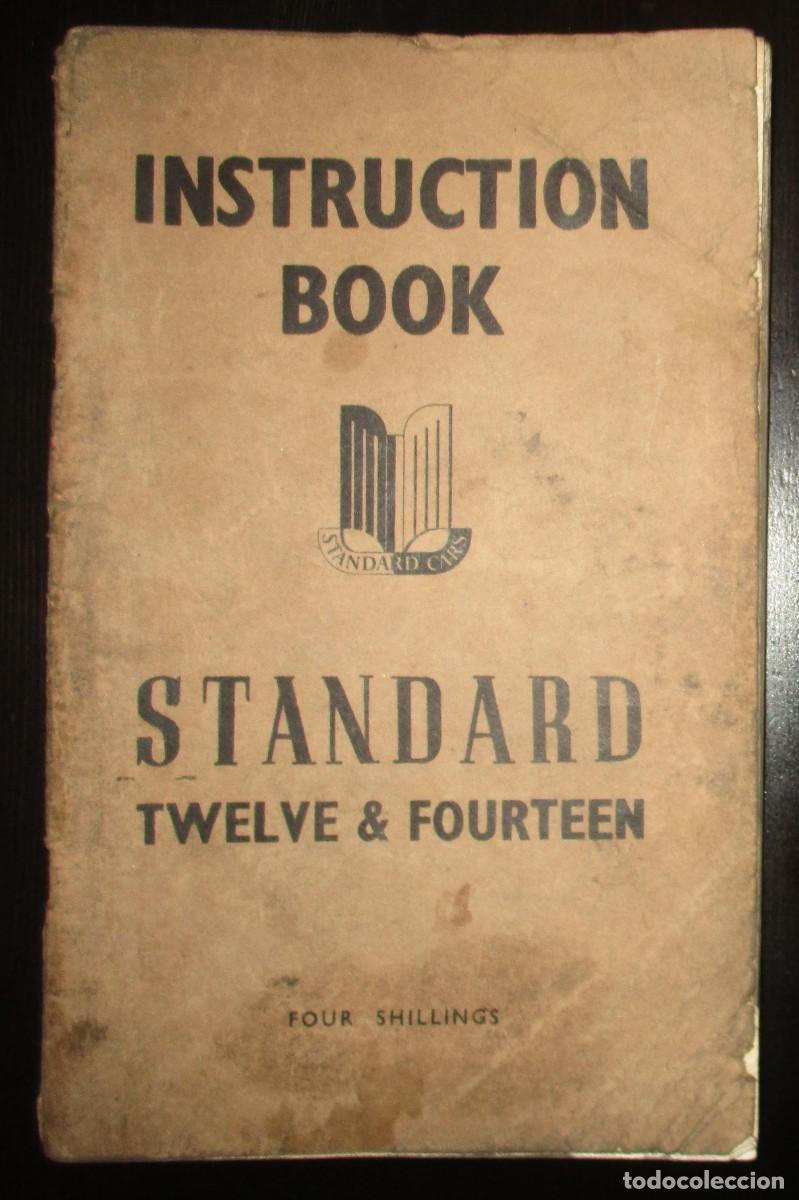 INSTRUCTION
BOOK
STANDARD CARS
STANDARD
TWELVE & FOURTEEN
FOUR SHILLINGS
todocoleccion